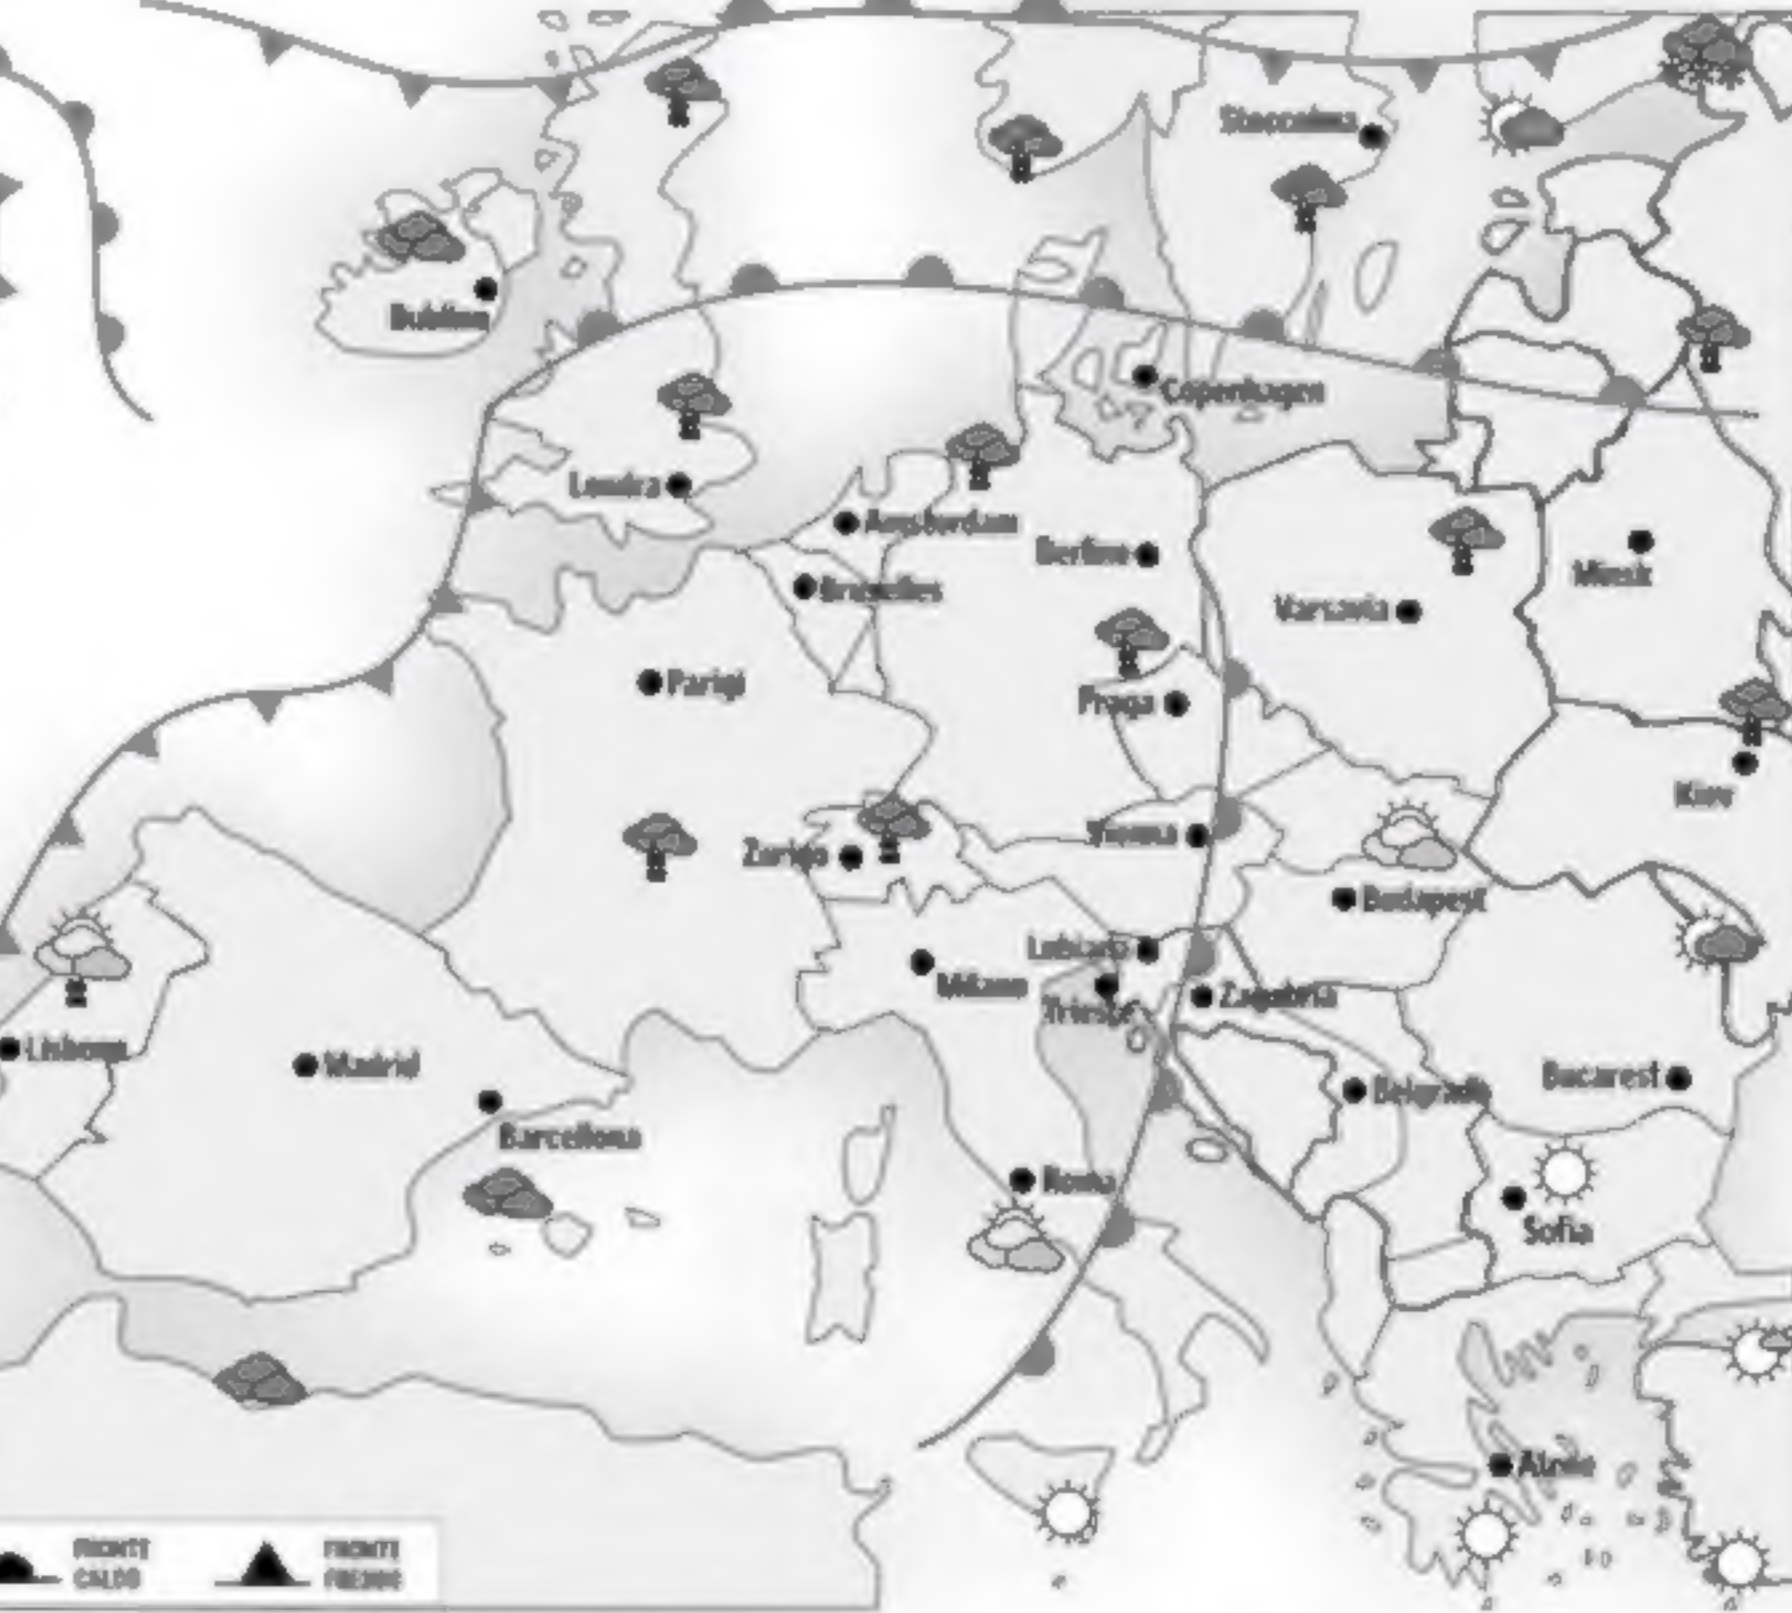 Stoccolma
Dublino
Copenhagen
Londra
Amsterdam
Berlino
Minsk
Bruxelles
Varsavia
Parigi
Praga
Kiev
Vienna
Zurigo
Budapest
Lubiana
Milano
Zagabria
Trieste
Lisbona
Madrid
Belgrado
Bucarest
Barcellona
Roma
Sofia
Atene
FRONTE
CALDO
FRONTE
FREDDO